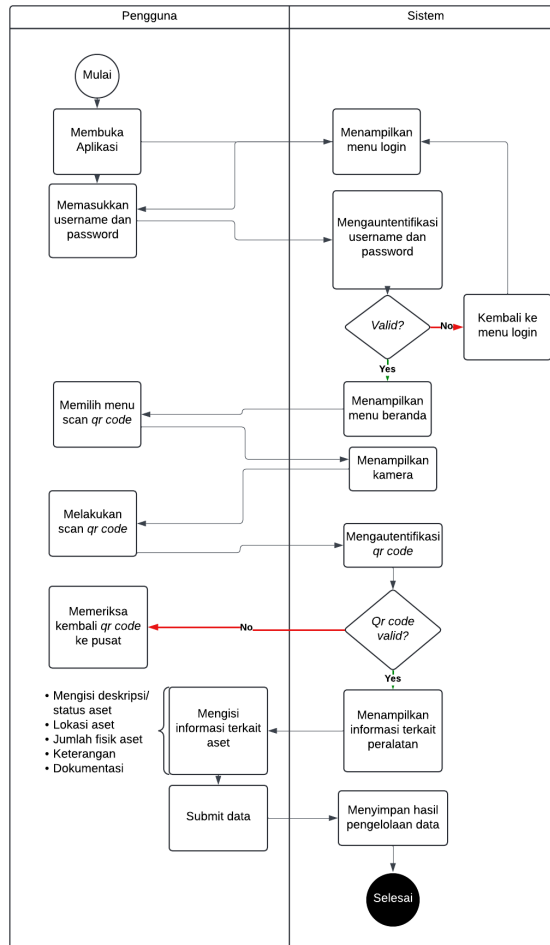 Pengguna
Sistem
Mulai
Membuka
Aplikasi
Menampilkan
menu login
Memasukkan
username dan
password
Mengauntentifikasi
username dan
password
Valid?
No
Kembali ke
menu login
Yes
Memilih menu
scan qr code
Menampilkan
menu beranda
Menampilkan
kamera
Melakukan
scan qr code
Mengautentifikasi
qr code
Memeriksa
kembali qr code
ke pusat
No
Qr code
valid?
Yes
• Mengisi deskripsi/
status aset
• Lokasi aset
• Jumlah fisik aset
• Keterangan
• Dokumentasi
Mengisi
informasi terkait
aset
Menampilkan
informasi terkait
peralatan
Submit data
Menyimpan hasil
pengelolaan data
Selesai